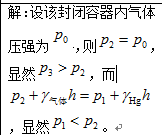 解:设该封闭容器内气体
压强为 p₀ ,则 p₂ = p₀ ,
显然 p₃ > p₂ ，而
p₂ + γ气体h = p₁ + γHgh
，显然 p₁ < p₂ 。